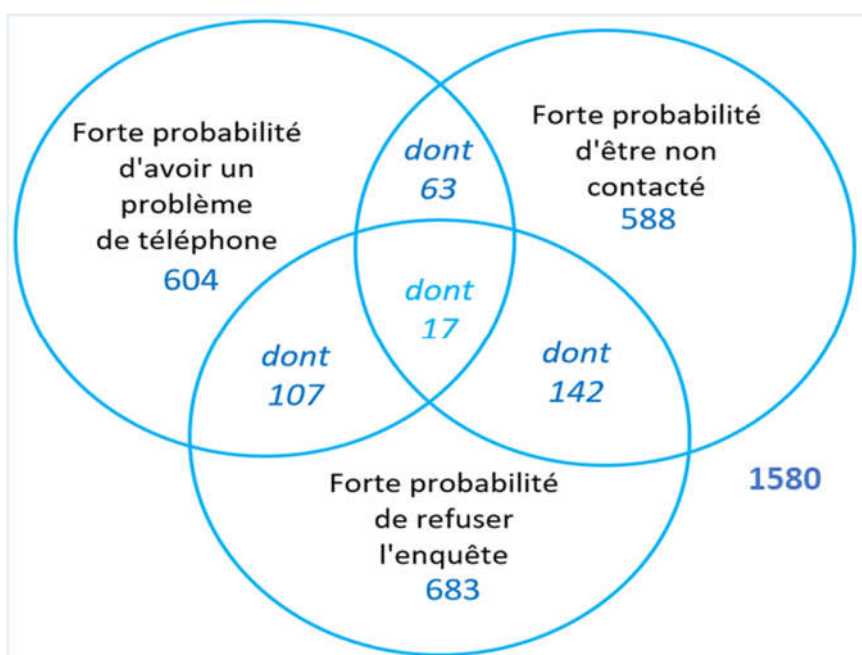 Forte probabilité
d'avoir un
problème
de téléphone
604
dont
63
Forte probabilité
d'être non
contacté
588
dont
17
dont
107
dont
142
Forte probabilité
de refuser
l'enquête
683
1580